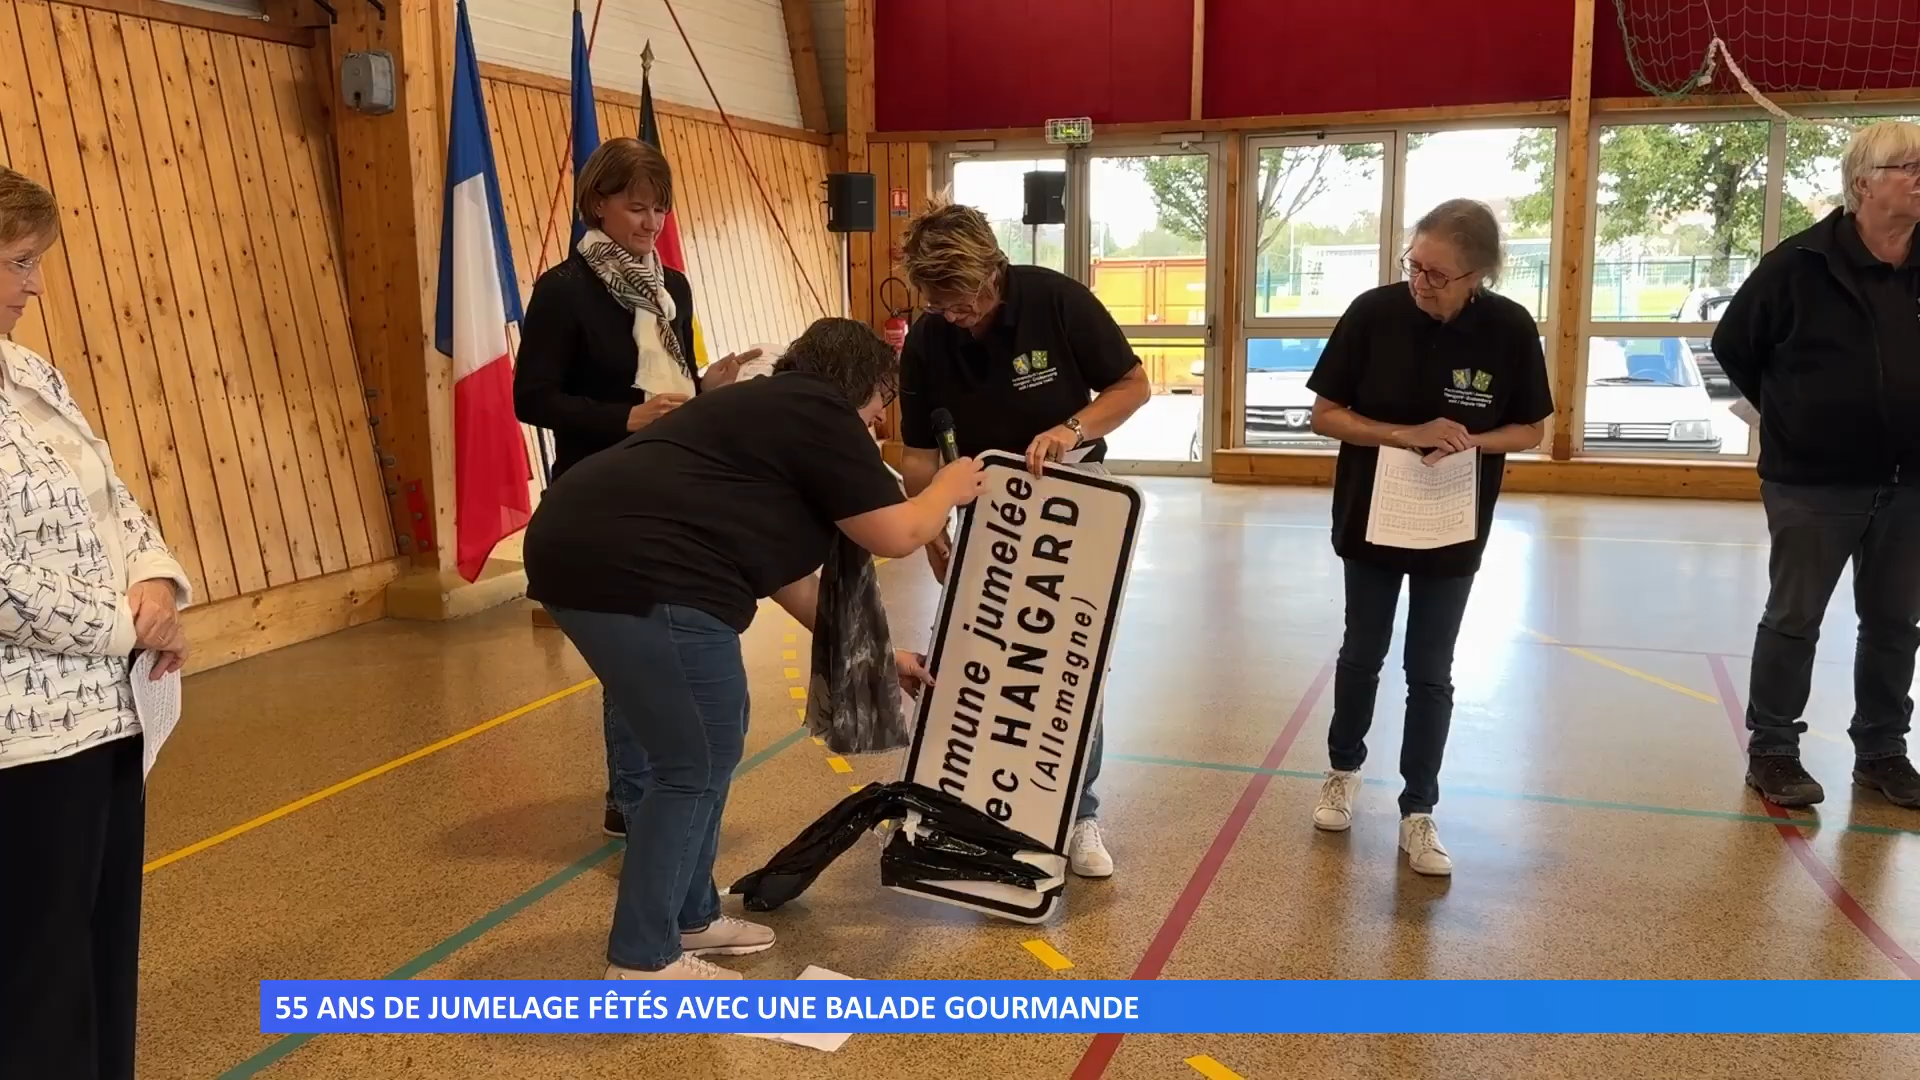 mmune jumelée
ec HANGARD
(Allemagne)
55 ANS DE JUMELAGE FÊTÉS AVEC UNE BALADE GOURMANDE